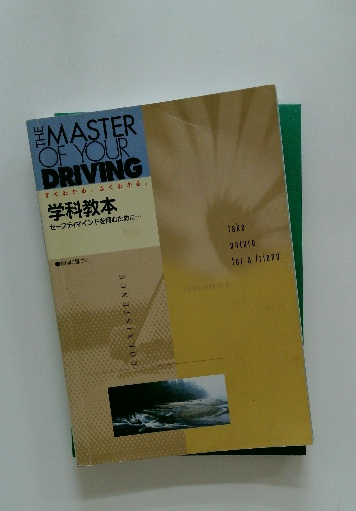 THE MASTER
OF YOUR
DRIVING
すぐわかる。よくわかる。
学科教本
セーフティマインドを育むために…
COEXISTENCE
take
nature
for a friend
COEXISTENCE